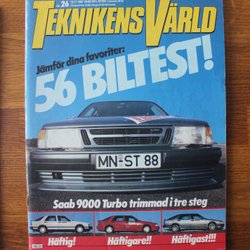 TEKNIKENS VÄRLD
26
Jämför dina favoriter:
56 BILTEST!
MN-ST 88
Saab 9000 Turbo trimmad i tre steg
Häftig!
Häftigare!!
Häftigast!!!